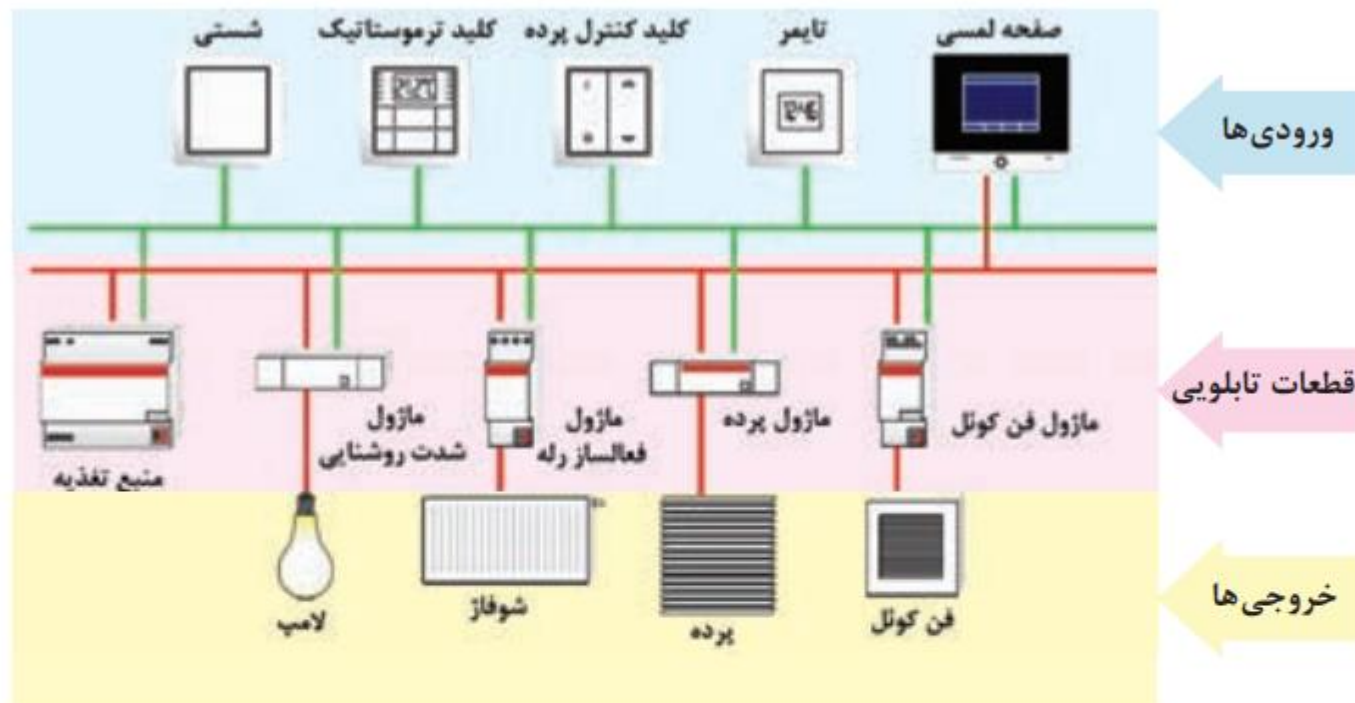 صفحه لمسی
تایمر
کلید کنترل پرده
کلید ترموستاتیک
شستی
ورودی‌ها
قطعات تابلویی
ماژول فن کوئل
ماژول پرده
ماژول
فعالساز رله
ماژول
شدت روشنایی
منبع تغذیه
خروجی‌ها
فن کوئل
پرده
شوفاژ
لامپ